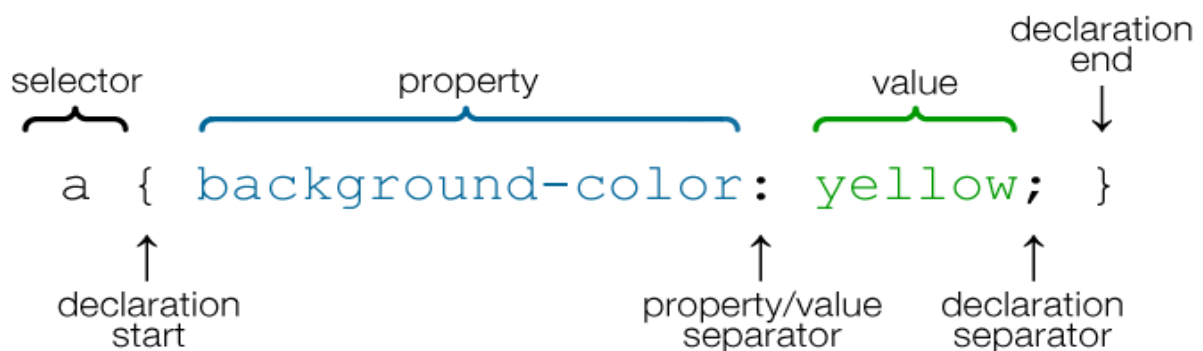 declaration
end
selector
property
value
a { background-color: yellow; }
declaration
start
property/value
separator
declaration
separator